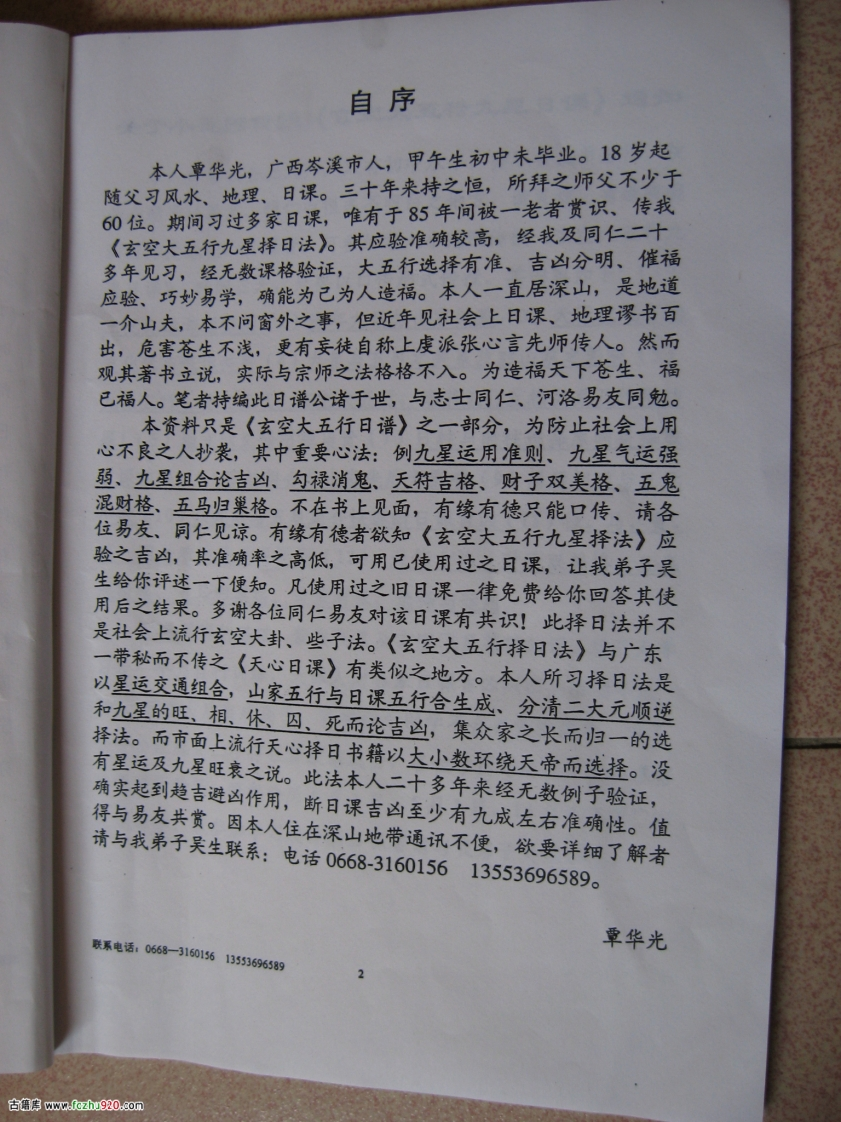 自序
本人覃华光，广西岑溪市人，甲午生初中未毕业。18岁起
随父习风水、地理、日课。三十年来持之恒，所拜之师父不少于
60位。期间习过多家日课，唯有于85年间被一老者赏识、传我
《玄空大五行九星择日法》。其应验准确较高，经我及同仁二十
多年见习，经无数课格验证，大五行选择有准、吉凶分明、催福
应验、巧妙易学，确能为己为人造福。本人一直居深山，是地道
一介山夫，本不问窗外之事，但近年见社会上日课、地理谬书百
出，危害苍生不浅，更有妄徒自称上虞派张心言先师传人。然而
观其著书立说，实际与宗师之法格格不入。为造福天下苍生、福
己福人。笔者持编此日谱公诸于世，与志士同仁、河洛易友同勉。
本资料只是《玄空大五行日谱》之一部分，为防止社会上用
心不良之人抄袭，其中重要心法：例九星运用准则、九星气运强
弱、九星组合论吉凶、勾禄消鬼、天符吉格、财子双美格、五鬼
混财格、五马归巢格。不在书上见面，有缘有德只能口传、请各
位易友、同仁见谅。有缘有德者欲知《玄空大五行九星择法》应
验之吉凶，其准确率之高低，可用已使用过之日课，让我弟子吴
生给你评述一下便知。凡使用过之旧日课一律免费给你回答其使
用后之结果。多谢各位同仁易友对该日课有共识！此择日法并不
是社会上流行玄空大卦、些子法。《玄空大五行择日法》与广东
一带秘而不传之《天心日课》有类似之地方。本人所习择日法是
以星运交通组合，山家五行与日课五行合生成、分清二大元顺逆
和九星的旺、相、休、囚、死而论吉凶，集众家之长而归一的选
择法。而市面上流行天心择日书籍以大小数环绕天帝而选择。没
有星运及九星旺衰之说。此法本人二十多年来经无数例子验证，
确实起到趋吉避凶作用，断日课吉凶至少有九成左右准确性。值
得与易友共赏。因本人住在深山地带通讯不便，欲要详细了解者
请与我弟子吴生联系：电话0668-3160156 13553696589。
覃华光
联系电话：0668—3160156 13553696589
2
古籍库 www.fczhu920.com